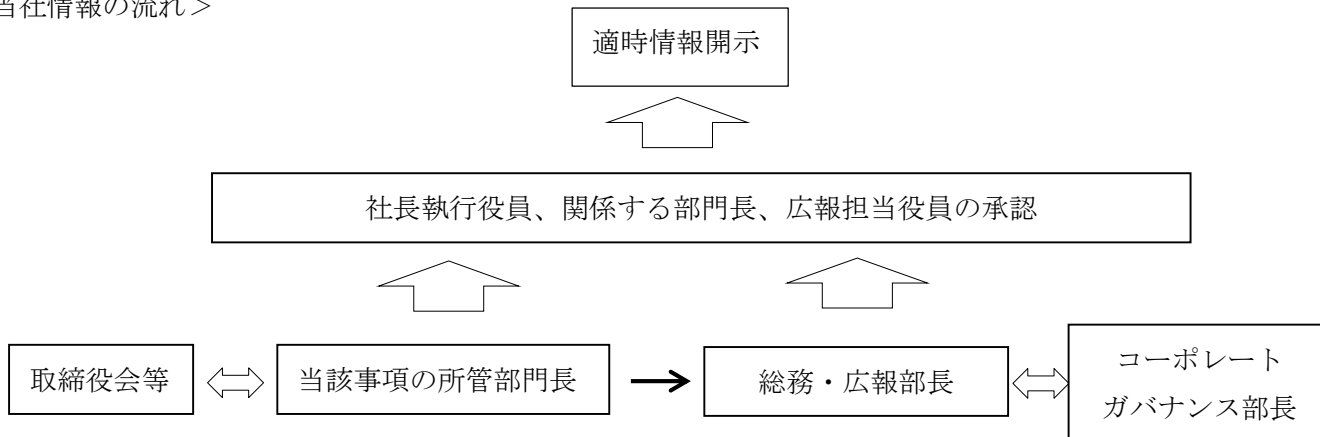 当社情報の流れ＞
適時情報開示
社長執行役員、関係する部門長、広報担当役員の承認
取締役会等
当該事項の所管部門長
総務・広報部長
コーポレート
ガバナンス部長